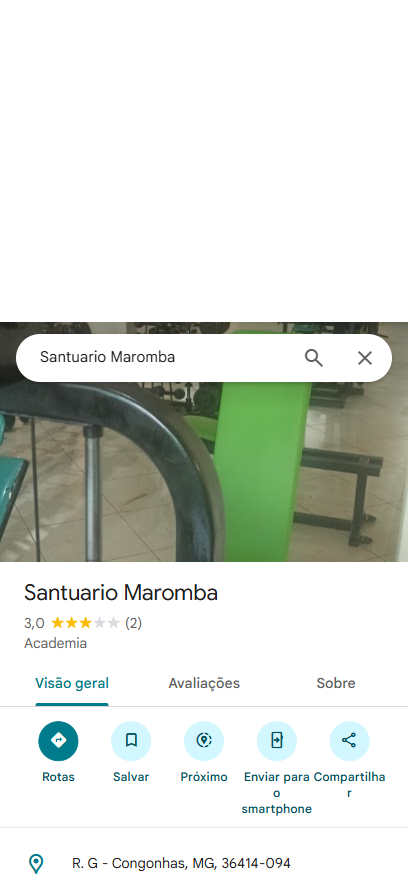 Santuario Maromba
Santuario Maromba
3,0 (2)
Academia
Visão geral Avaliações Sobre
Rotas Salvar Próximo Enviar para o smartphone Compartilhar
R. G - Congonhas, MG, 36414-094